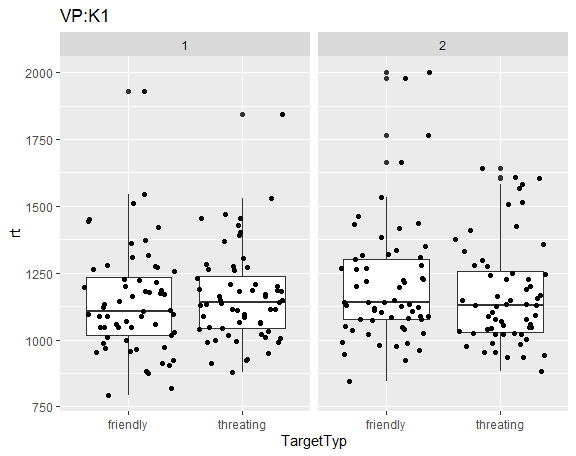 VP:K1
1
2
2000
1750
1500
1250
1000
750
rt
friendly
threating
friendly
threating
TargetTyp